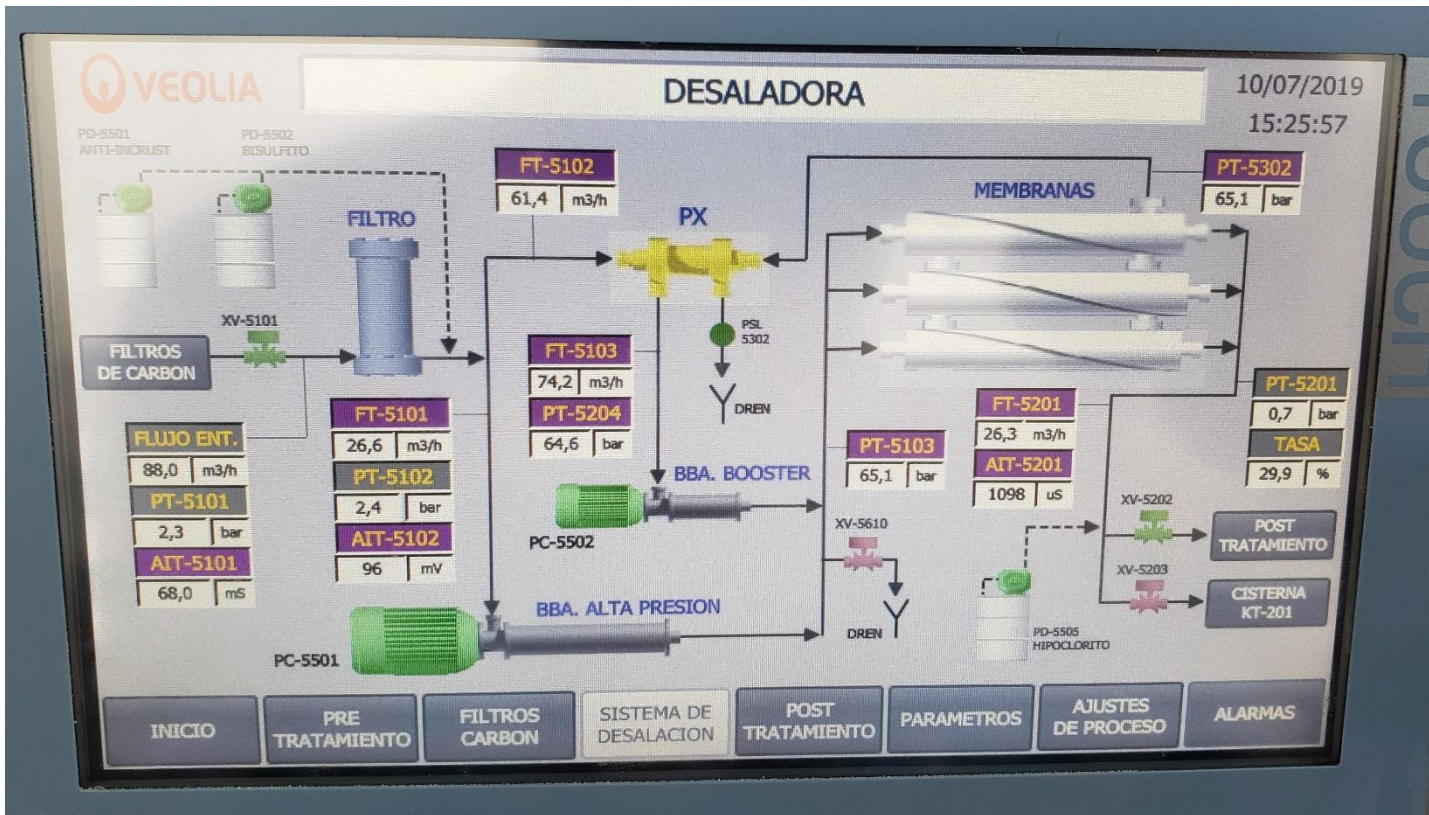 VEOLIA
DESALADORA
10/07/2019
15:25:57
PD-5501
ANTI-INCRUST
PD-5502
BISULFITO
FT-5102
61,4 m3/h
PT-5302
65,1 bar
MEMBRANAS
FILTRO
PX
XV-5101
FILTROS
DE CARBON
PSL
5302
DREN
FT-5103
74,2 m3/h
PT-5204
64,6 bar
FLUJO ENT.
88,0 m3/h
PT-5101
2,3 bar
AIT-5101
68,0 mS
FT-5101
26,6 m3/h
PT-5102
2,4 bar
AIT-5102
96 mV
BBA. BOOSTER
PC-5502
PT-5103
65,1 bar
FT-5201
26,3 m3/h
AIT-5201
1098 uS
PT-5201
0,7 bar
TASA
29,9 %
XV-5610
DREN
XV-5202
POST
TRATAMIENTO
XV-5203
CISTERNA
KT-201
PD-5505
HIPOCLORITO
BBA. ALTA PRESION
PC-5501
INICIO
PRE
TRATAMIENTO
FILTROS
CARBON
SISTEMA DE
DESALACION
POST
TRATAMIENTO
PARAMETROS
AJUSTES
DE PROCESO
ALARMAS